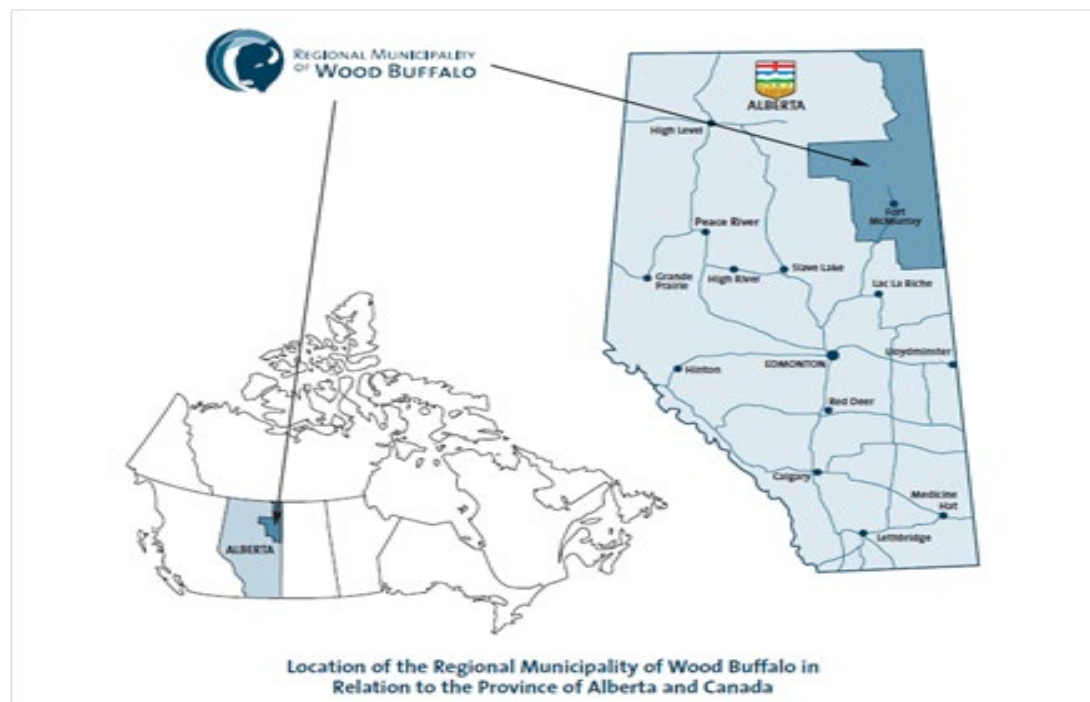 REGIONAL MUNICIPALITY
OF WOOD BUFFALO
ALBERTA
High Level
Fort
McMurray
Peace River
Grande
Prairie
High River
Slave Lake
Lac La Biche
Lloydminster
EDMONTON
Hinton
Red Deer
Calgary
Medicine
Hat
Lethbridge
ALBERTA
Location of the Regional Municipality of Wood Buffalo in
Relation to the Province of Alberta and Canada